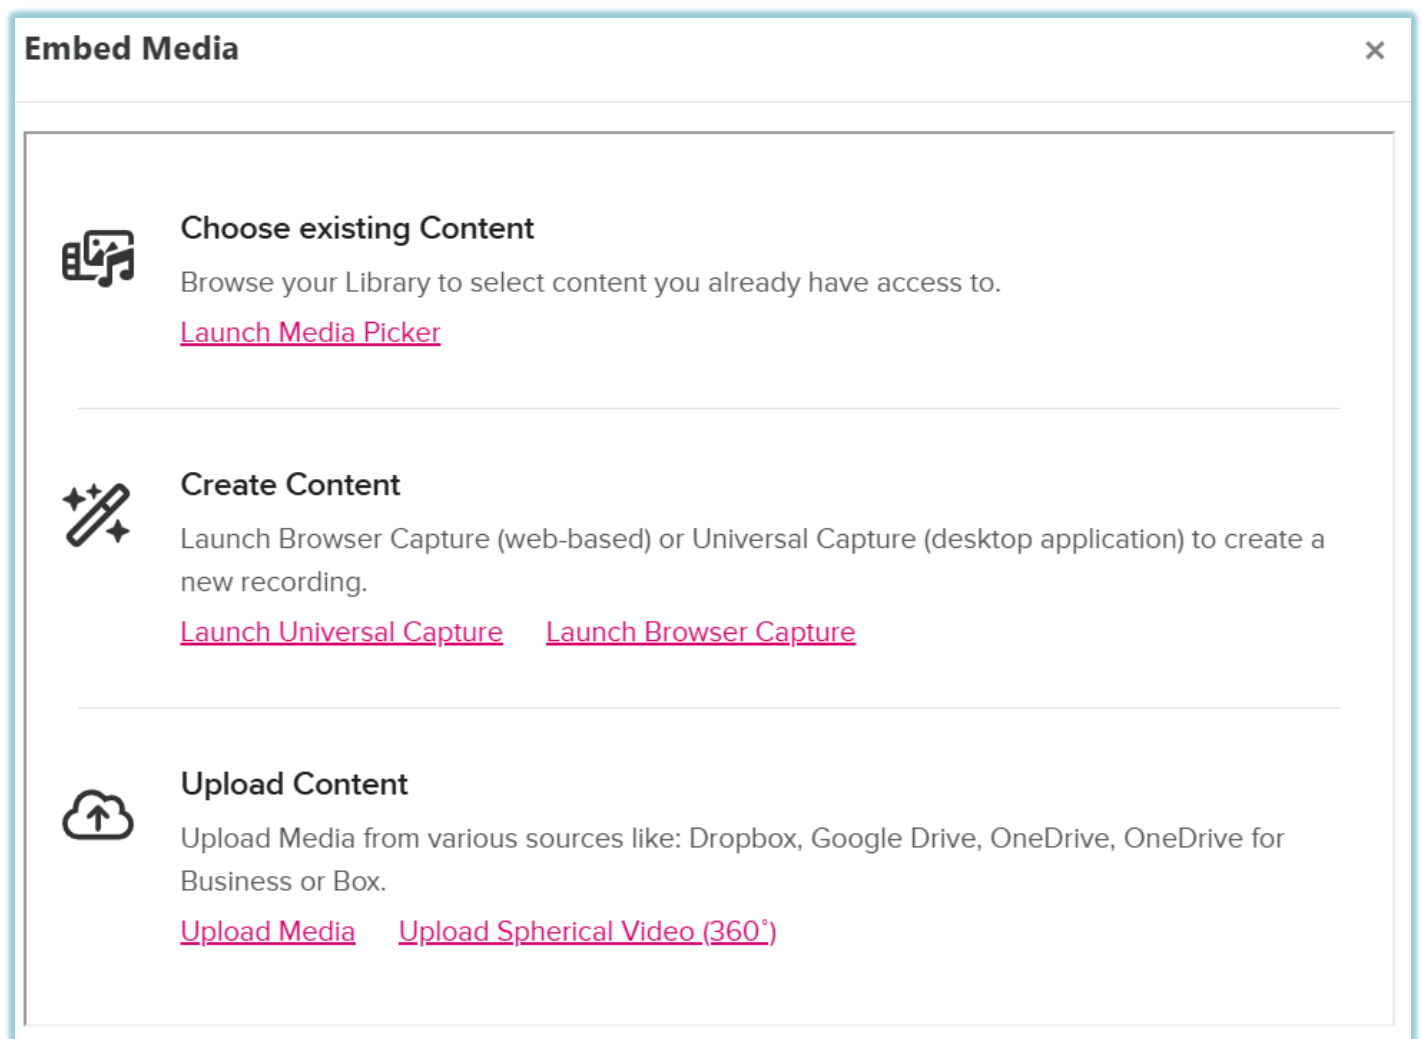 Embed Media
Choose existing Content
Browse your Library to select content you already have access to.
Launch Media Picker
Create Content
Launch Browser Capture (web-based) or Universal Capture (desktop application) to create a
new recording.
Launch Universal Capture Launch Browser Capture
Upload Content
Upload Media from various sources like: Dropbox, Google Drive, OneDrive, OneDrive for
Business or Box.
Upload Media Upload Spherical Video (360˚)